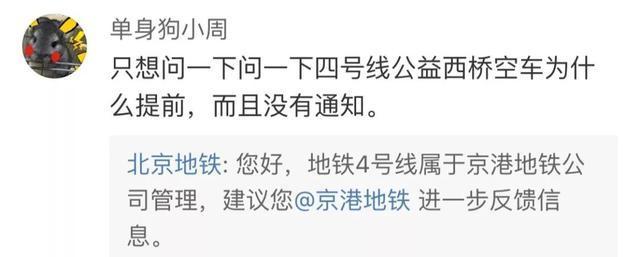 单身狗小周
只想问一下问一下四号线公益西桥空车为什
么提前，而且没有通知。
北京地铁: 您好，地铁4号线属于京港地铁公
司管理，建议您@京港地铁 进一步反馈信
息。